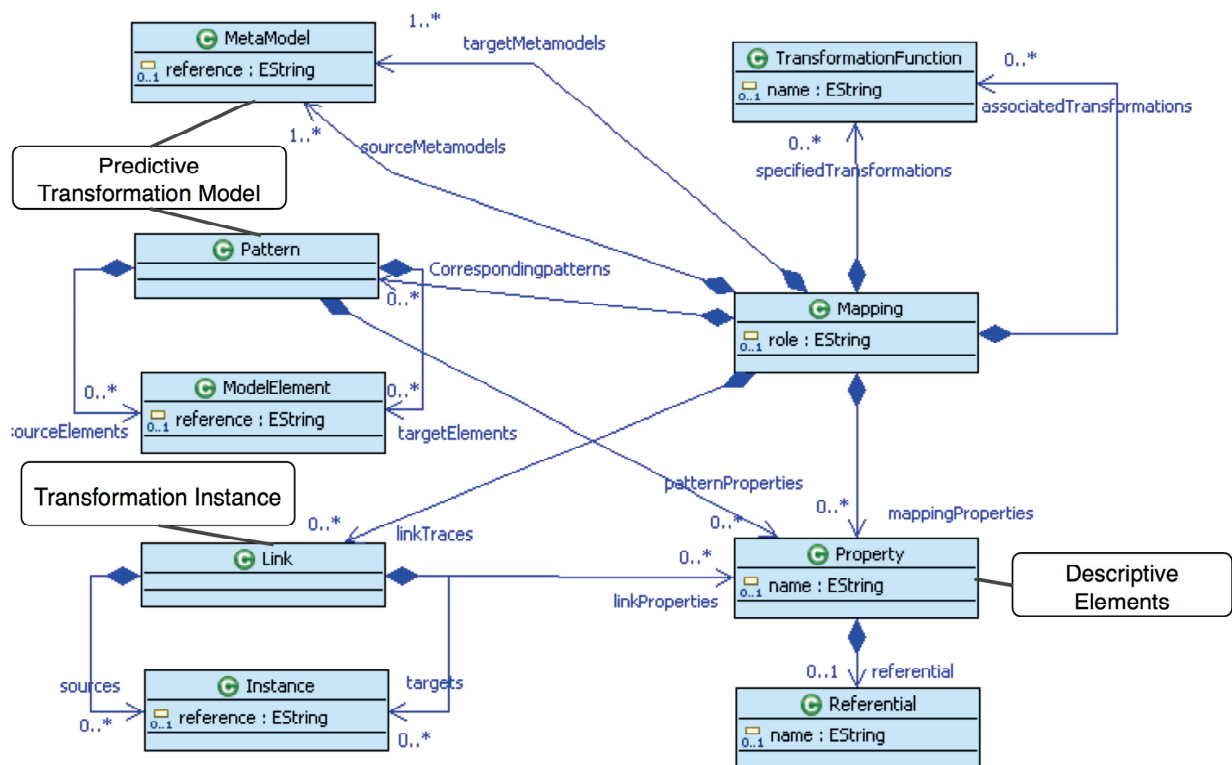 MetaModel
0..1 reference : EString
1..*
targetMetamodels
TransformationFunction
0..1 name : EString
0..*
associatedTransformations
1..*
sourceMetamodels
0..*
specifiedTransformations
Predictive
Transformation Model
Pattern
Correspondingpatterns
0..*
Mapping
0..1 role : EString
ModelElement
0..1 reference : EString
0..*
0..*
ourceElements
targetElements
Transformation Instance
patternProperties
0..*
0..*
mappingProperties
0..*
linkTraces
Link
0..*
linkProperties
Property
0..1 name : EString
Descriptive
Elements
sources
0..*
Instance
0..1 reference : EString
targets
0..*
0..1
referential
Referential
0..1 name : EString